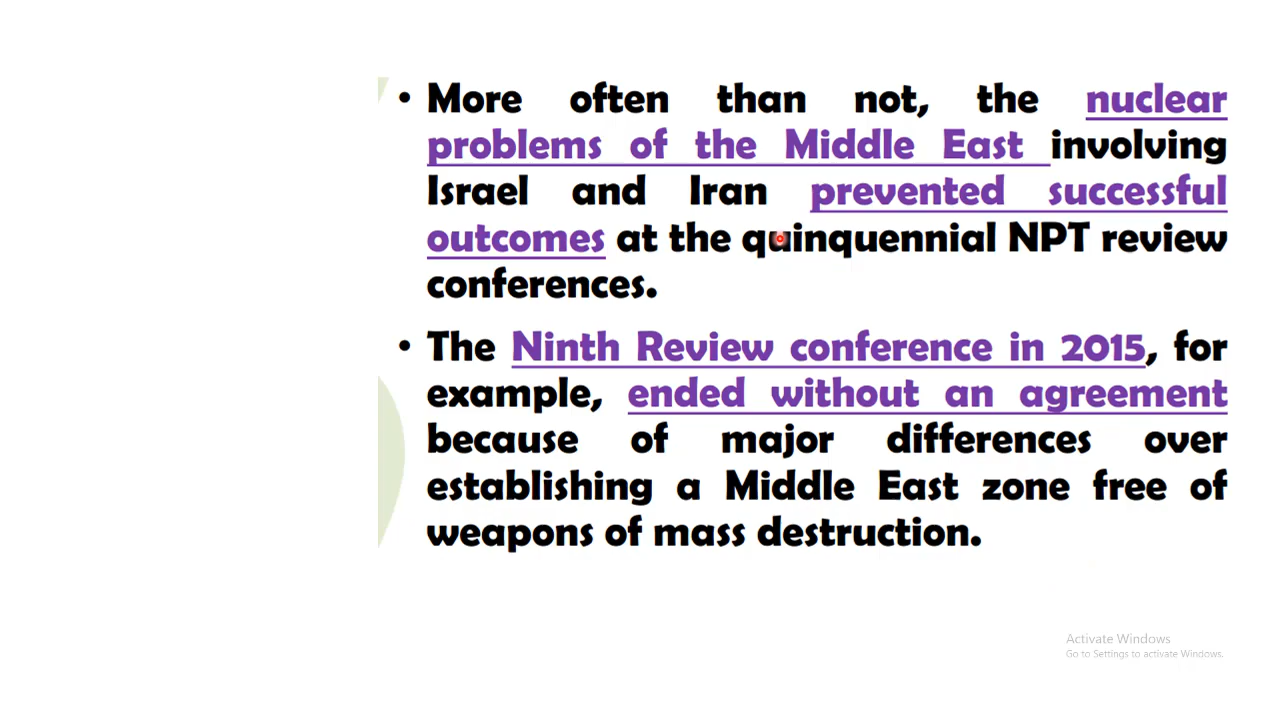 • More often than not, the nuclear
problems of the Middle East involving
Israel and Iran prevented successful
outcomes at the quinquennial NPT review
conferences.
• The Ninth Review conference in 2015, for
example, ended without an agreement
because of major differences over
establishing a Middle East zone free of
weapons of mass destruction.
Activate Windows
Go to Settings to activate Windows.